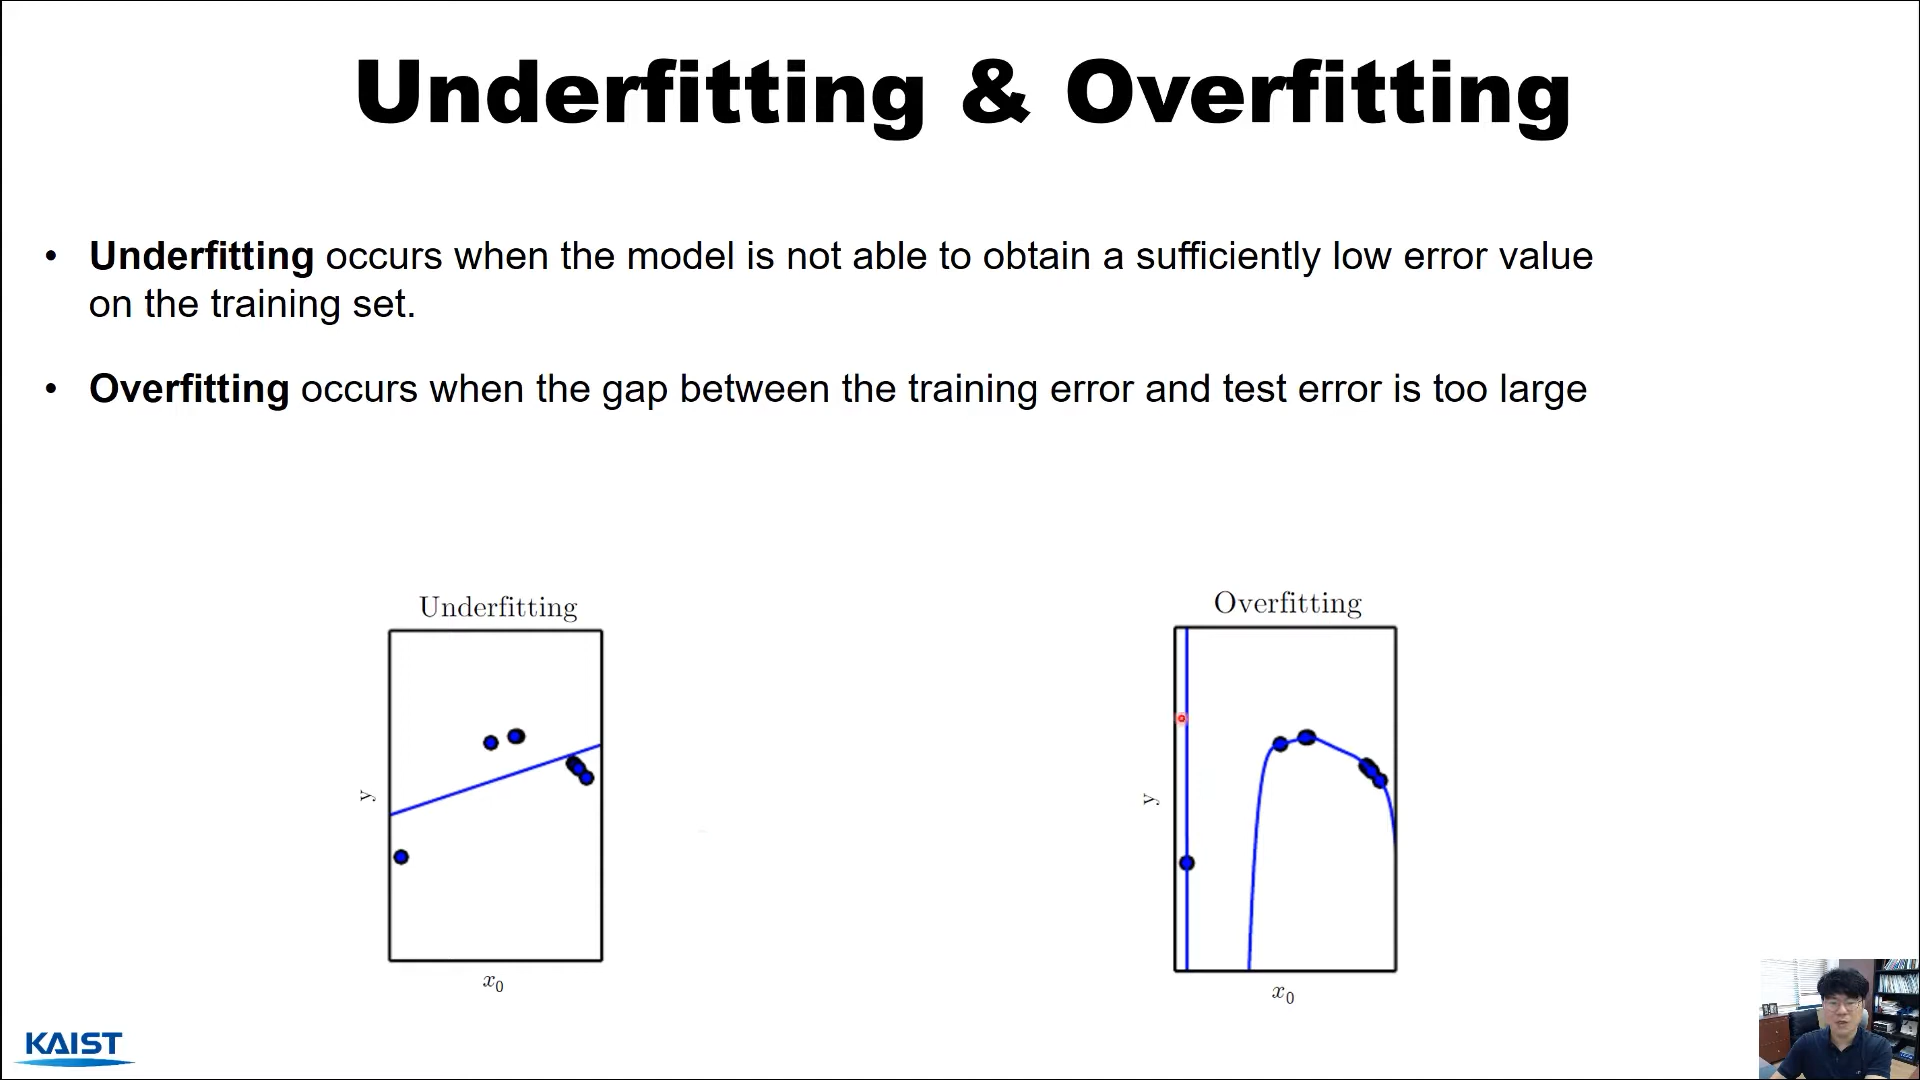 Underfitting & Overfitting
• Underfitting occurs when the model is not able to obtain a sufficiently low error value
on the training set.
• Overfitting occurs when the gap between the training error and test error is too large
Underfitting
y
x₀
Overfitting
y
x₀
KAIST